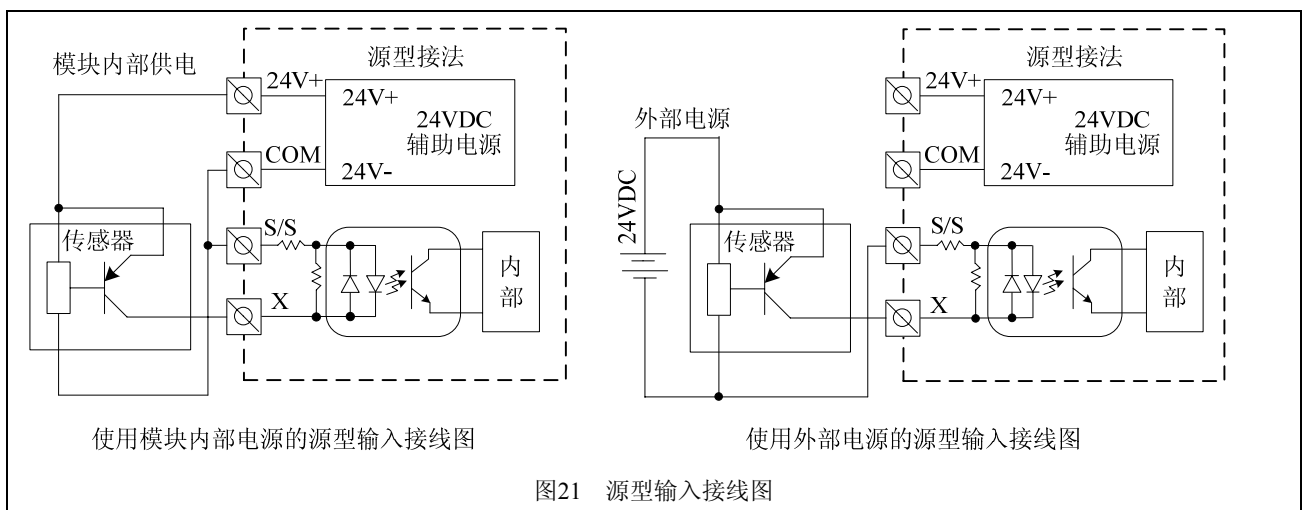 模块内部供电
源型接法
24V+
24V+
24VDC
辅助电源
COM
24V-
S/S
传感器
X
内
部
使用模块内部电源的源型输入接线图
源型接法
24V+
24V+
外部电源
24VDC
辅助电源
COM
24V-
24VDC
S/S
传感器
X
内
部
使用外部电源的源型输入接线图
图21 源型输入接线图